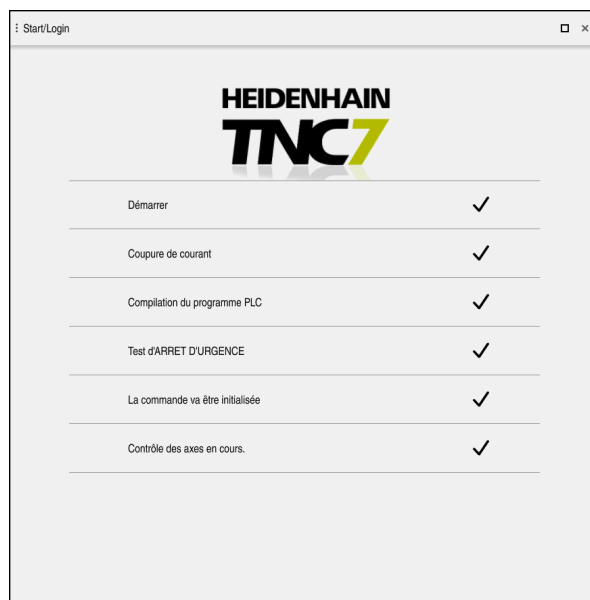 Start/Login
HEIDENHAIN
TNC7
Démarrer
Coupure de courant
Compilation du programme PLC
Test d'ARRET D'URGENCE
La commande va être initialisée
Contrôle des axes en cours.